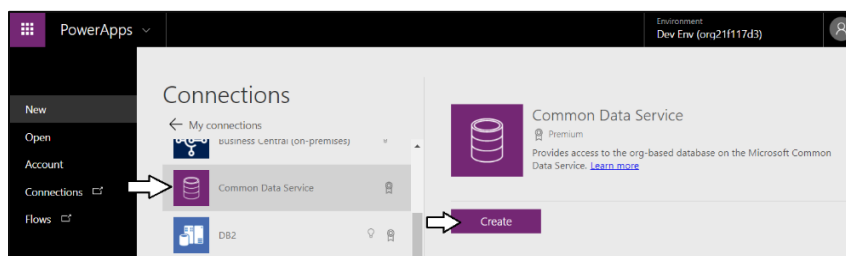 PowerApps
Environment
Dev Env (org21f117d3)
New
Open
Account
Connections
Flows
Connections
My connections
Business Central (on-premises)
Common Data Service
DB2
Common Data Service
Premium
Provides access to the org-based database on the Microsoft Common
Data Service. Learn more
Create